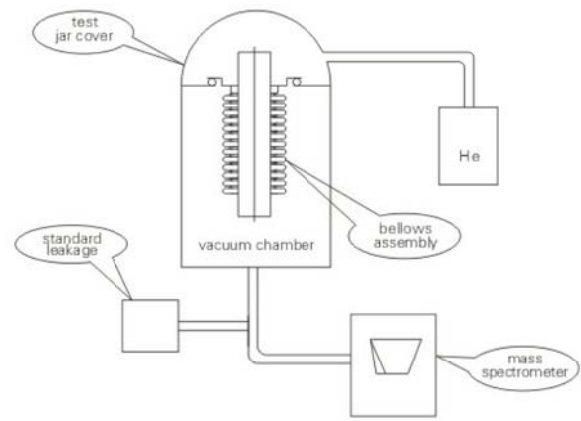 test
jar cover
He
standard
leakage
vacuum chamber
bellows
assembly
mass
spectrometer